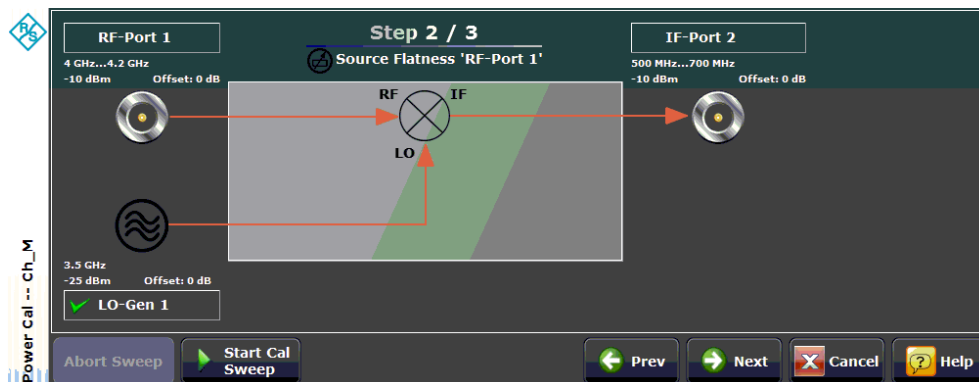 R&S
RF-Port 1
4 GHz...4.2 GHz
-10 dBm Offset: 0 dB
Step 2 / 3
Source Flatness 'RF-Port 1'
IF-Port 2
500 MHz...700 MHz
-10 dBm Offset: 0 dB
RF IF
LO
3.5 GHz
-25 dBm Offset: 0 dB
LO-Gen 1
Power Cal -- Ch_M
Abort Sweep
Start Cal
Sweep
Prev
Next
Cancel
Help